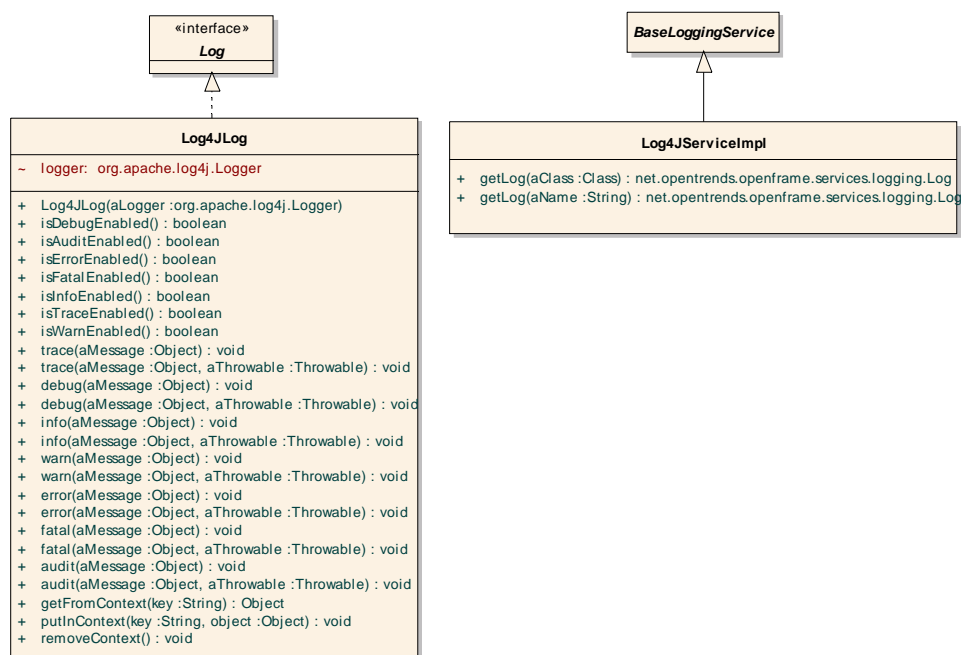 «interface»
Log
Log4JLog
~ logger: org.apache.log4j.Logger
+ Log4JLog(aLogger :org.apache.log4j.Logger)
+ isDebugEnabled() : boolean
+ isAuditEnabled() : boolean
+ isErrorEnabled() : boolean
+ isFatalEnabled() : boolean
+ isInfoEnabled() : boolean
+ isTraceEnabled() : boolean
+ isWarnEnabled() : boolean
+ trace(aMessage :Object) : void
+ trace(aMessage :Object, aThrowable :Throwable) : void
+ debug(aMessage :Object) : void
+ debug(aMessage :Object, aThrowable :Throwable) : void
+ info(aMessage :Object) : void
+ info(aMessage :Object, aThrowable :Throwable) : void
+ warn(aMessage :Object) : void
+ warn(aMessage :Object, aThrowable :Throwable) : void
+ error(aMessage :Object) : void
+ error(aMessage :Object, aThrowable :Throwable) : void
+ fatal(aMessage :Object) : void
+ fatal(aMessage :Object, aThrowable :Throwable) : void
+ audit(aMessage :Object) : void
+ audit(aMessage :Object, aThrowable :Throwable) : void
+ getFromContext(key :String) : Object
+ putInContext(key :String, object :Object) : void
+ removeContext() : void
BaseLoggingService
Log4JServiceImpl
+ getLog(aClass :Class) : net.opentrends.openframe.services.logging.Log
+ getLog(aName :String) : net.opentrends.openframe.services.logging.Log